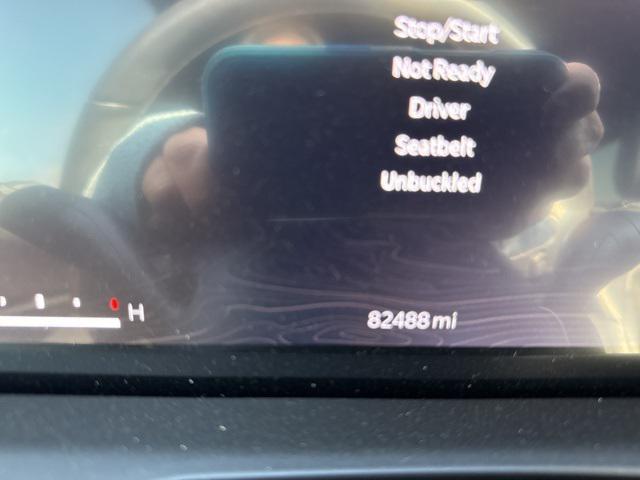 Stop/Start
Not Ready
Driver
Seatbelt
Unbuckled
H
82488 mi